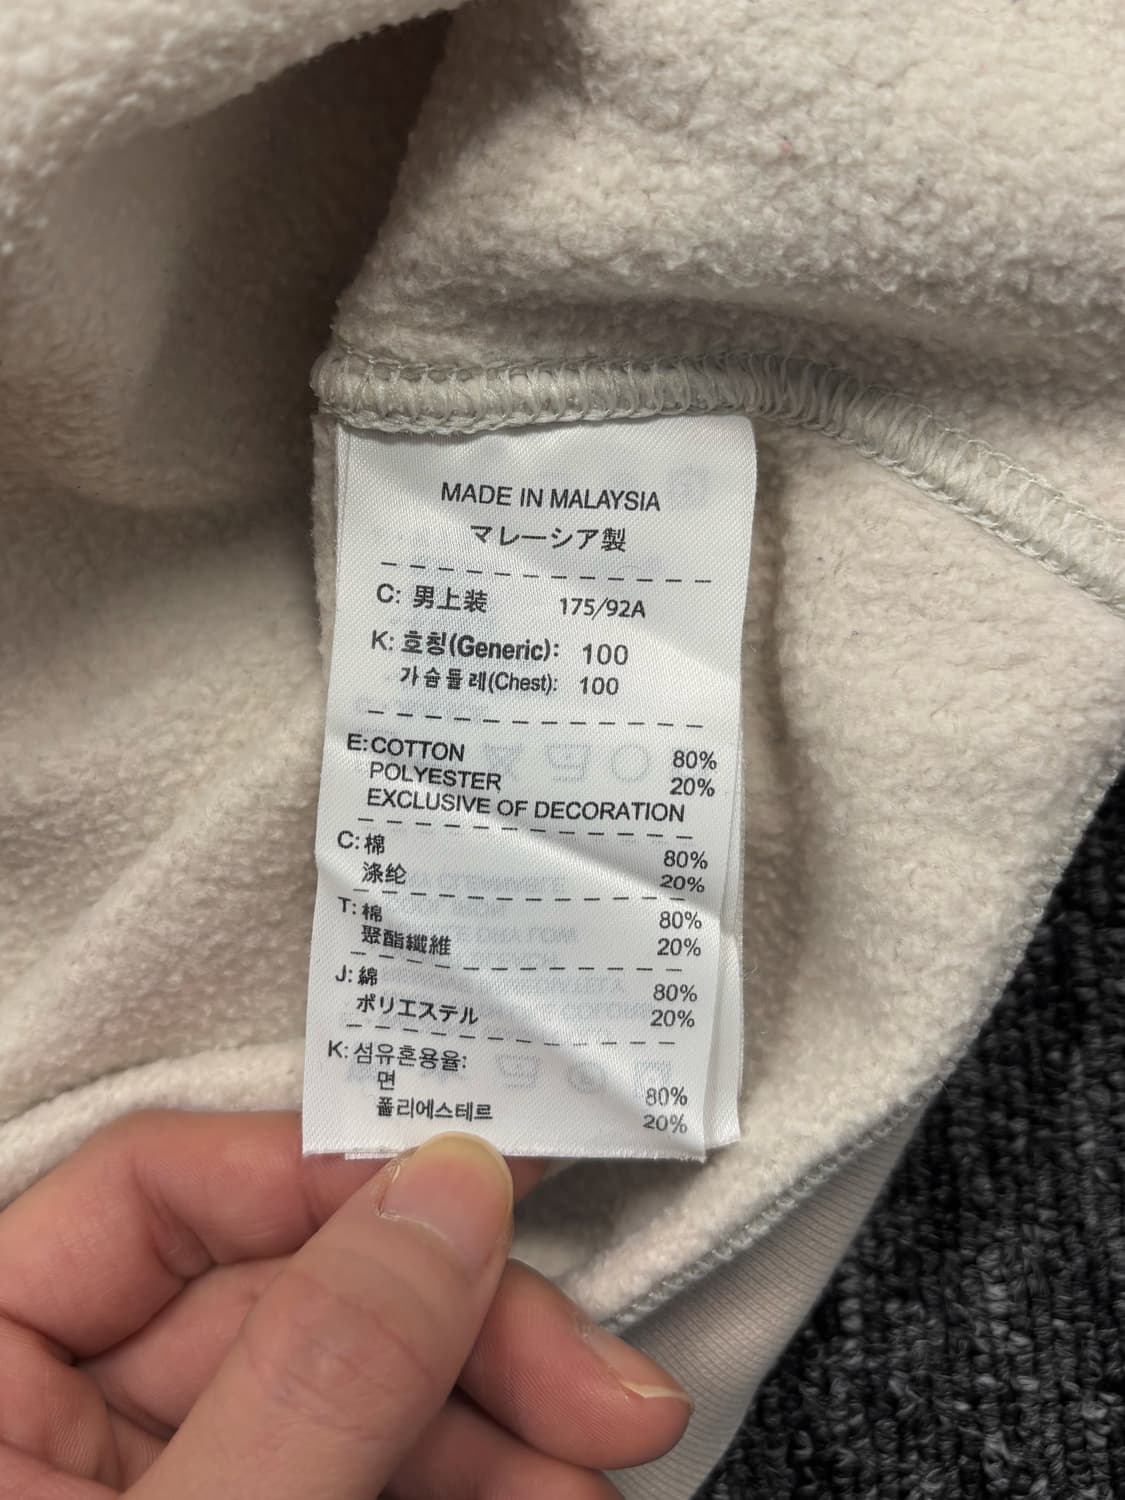 MADE IN MALAYSIA
マレーシア製
C: 男上装 175/92A
K: 호칭(Generic): 100
가슴둘레(Chest): 100
E: COTTON 80%
POLYESTER 20%
EXCLUSIVE OF DECORATION
C: 棉 80%
涤纶 20%
T: 棉 80%
聚酯纖維 20%
J: 綿 80%
ポリエステル 20%
K: 섬유혼용율:
면 80%
폴리에스테르 20%